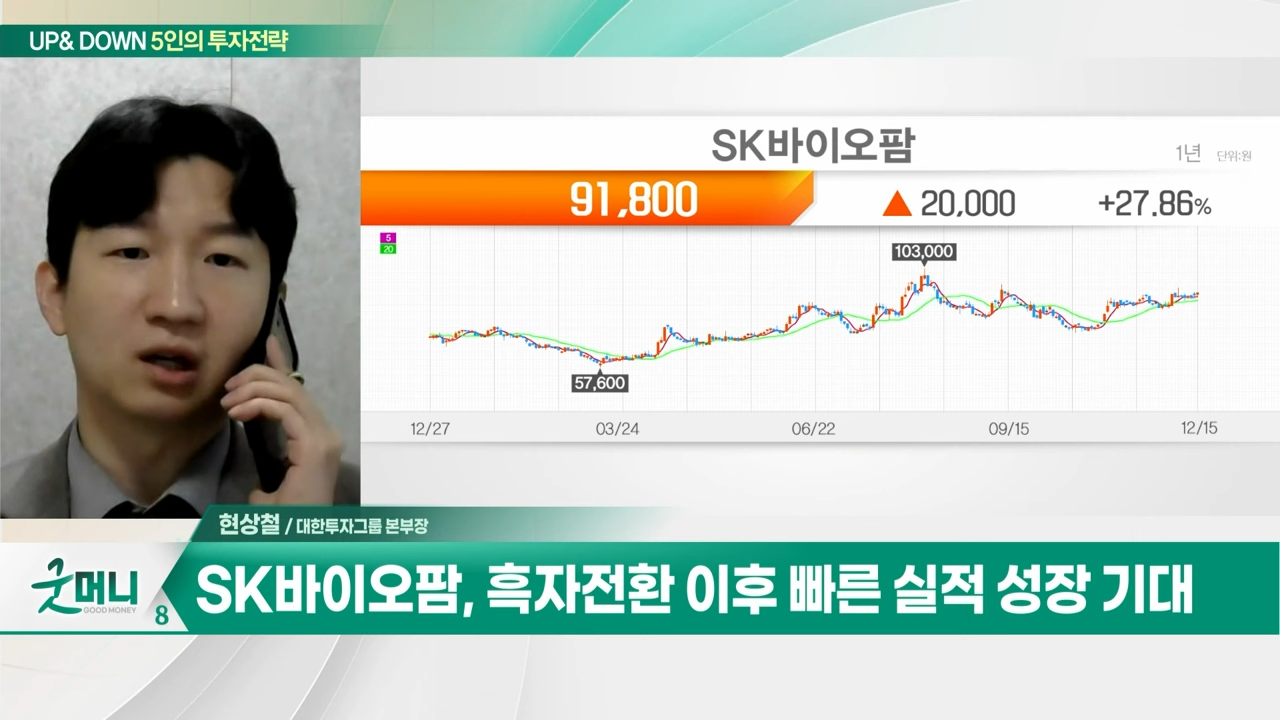 UP& DOWN 5인의 투자전략
SK바이오팜
1년 단위:원
91,800 ▲ 20,000 +27.86%
5
20
103,000
57,600
12/27 03/24 06/22 09/15 12/15
현상철 / 대한투자그룹 본부장
굿머니
GOOD MONEY
8
SK바이오팜, 흑자전환 이후 빠른 실적 성장 기대